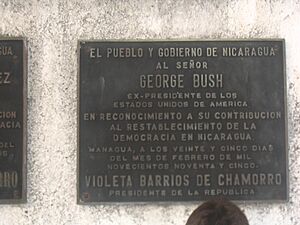 EL PUEBLO Y GOBIERNO DE NICARAGUA
AL SEÑOR
GEORGE BUSH
EX-PRESIDENTE DE LOS
ESTADOS UNIDOS DE AMERICA
EN RECONOCIMIENTO A SU CONTRIBUCION
AL RESTABLECIMIENTO DE LA
DEMOCRACIA EN NICARAGUA.
MANAGUA, A LOS VEINTE Y CINCO DIAS
DEL MES DE FEBRERO DE MIL
NOVECIENTOS NOVENTA Y CINCO.
VIOLETA BARRIOS DE CHAMORRO
PRESIDENTE DE LA REPUBLICA